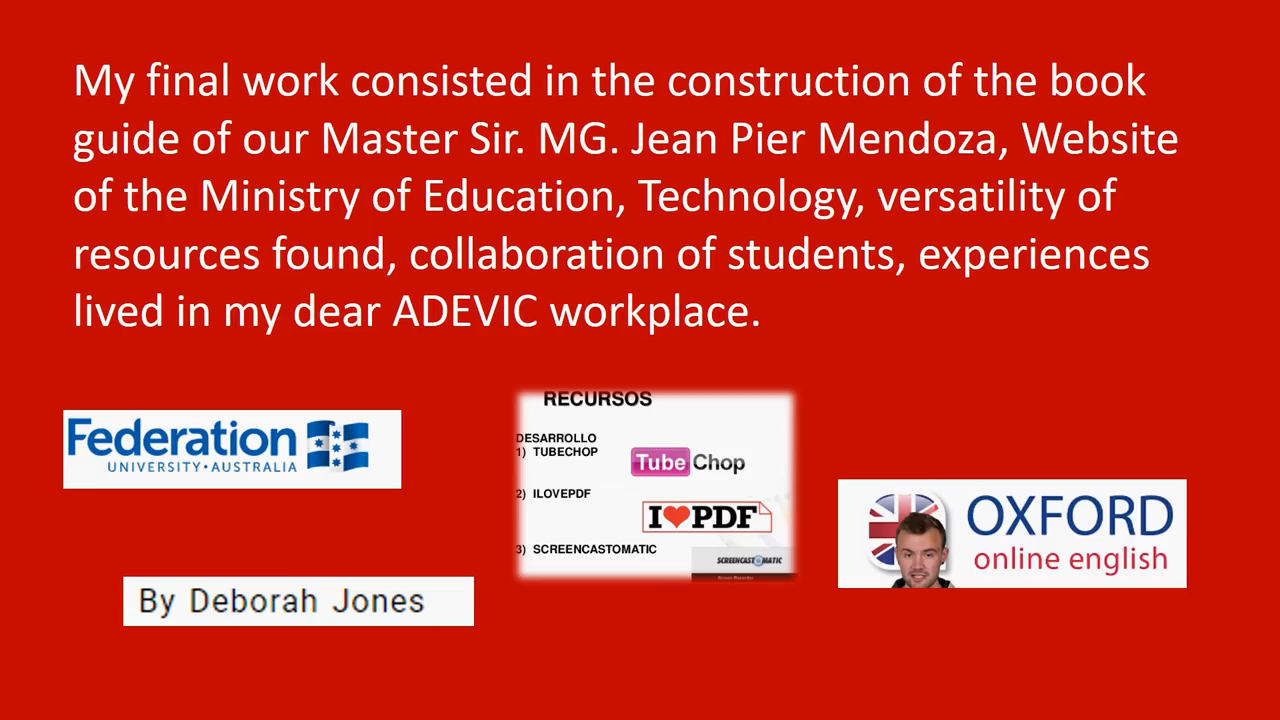 My final work consisted in the construction of the book
guide of our Master Sir. MG. Jean Pier Mendoza, Website
of the Ministry of Education, Technology, versatility of
resources found, collaboration of students, experiences
lived in my dear ADEVIC workplace.
Federation
UNIVERSITY • AUSTRALIA
By Deborah Jones
RECURSOS
DESARROLLO
1) TUBECHOP
Tube Chop
2) ILOVEPDF
I PDF
3) SCREENCASTOMATIC
SCREENCAST MATIC
OXFORD
online english